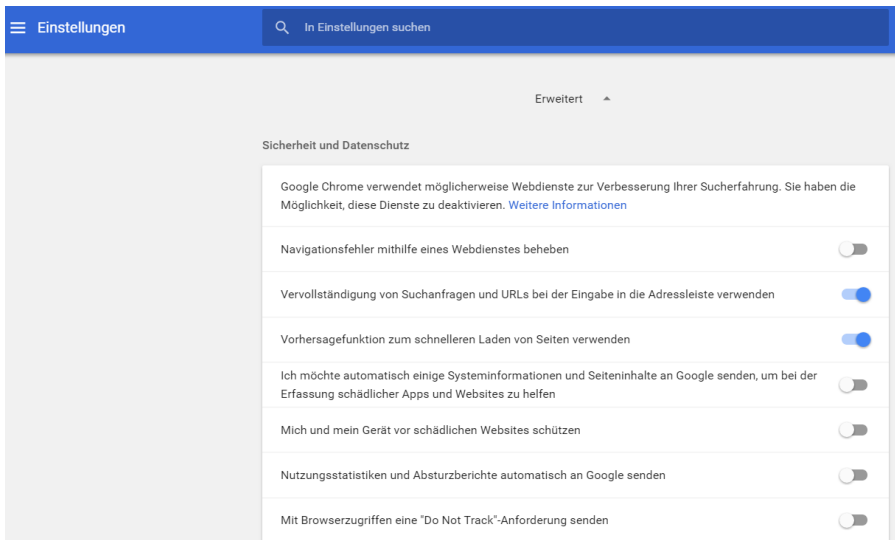 Einstellungen
In Einstellungen suchen
Erweitert
Sicherheit und Datenschutz
Google Chrome verwendet möglicherweise Webdienste zur Verbesserung Ihrer Sucherfahrung. Sie haben die
Möglichkeit, diese Dienste zu deaktivieren. Weitere Informationen
Navigationsfehler mithilfe eines Webdienstes beheben
Vervollständigung von Suchanfragen und URLs bei der Eingabe in die Adressleiste verwenden
Vorhersagefunktion zum schnelleren Laden von Seiten verwenden
Ich möchte automatisch einige Systeminformationen und Seiteninhalte an Google senden, um bei der
Erfassung schädlicher Apps und Websites zu helfen
Mich und mein Gerät vor schädlichen Websites schützen
Nutzungsstatistiken und Absturzberichte automatisch an Google senden
Mit Browserzugriffen eine "Do Not Track"-Anforderung senden